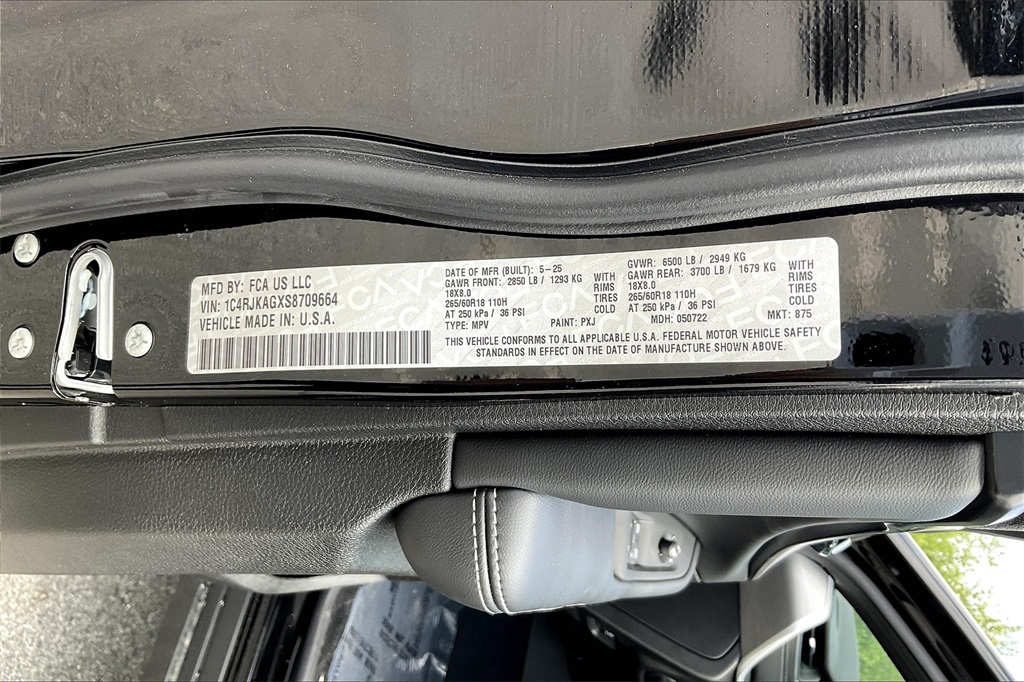 MFD BY: FCA US LLC
VIN: 1C4RJKAGXS8709664
VEHICLE MADE IN: U.S.A.
DATE OF MFR (BUILT): 5-25
GAWR FRONT: 2850 LB / 1293 KG WITH
18X8.0 RIMS
265/60R18 110H TIRES
AT 250 kPa / 36 PSI COLD
TYPE: MPV PAINT: PXJ
GVWR: 6500 LB / 2949 KG
GAWR REAR: 3700 LB / 1679 KG WITH
18X8.0 RIMS
265/60R18 110H TIRES
AT 250 kPa / 36 PSI COLD
MDH: 050722 MKT: 875
THIS VEHICLE CONFORMS TO ALL APPLICABLE U.S.A. FEDERAL MOTOR VEHICLE SAFETY
STANDARDS IN EFFECT ON THE DATE OF MANUFACTURE SHOWN ABOVE.